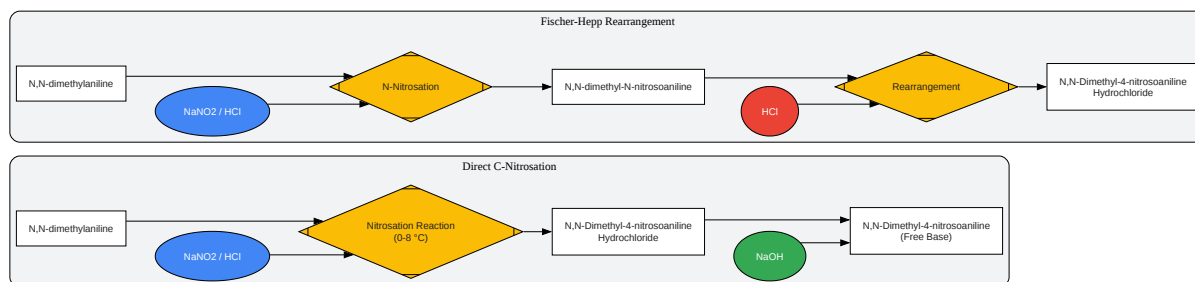 Fischer-Hepp Rearrangement
N,N-dimethylaniline
NaNO2 / HCl
N-Nitrosation
N,N-dimethyl-N-nitrosoaniline
HCl
Rearrangement
N,N-Dimethyl-4-nitrosoaniline
Hydrochloride
Direct C-Nitrosation
N,N-dimethylaniline
NaNO2 / HCl
Nitrosation Reaction
(0-8 °C)
N,N-Dimethyl-4-nitrosoaniline
Hydrochloride
NaOH
N,N-Dimethyl-4-nitrosoaniline
(Free Base)